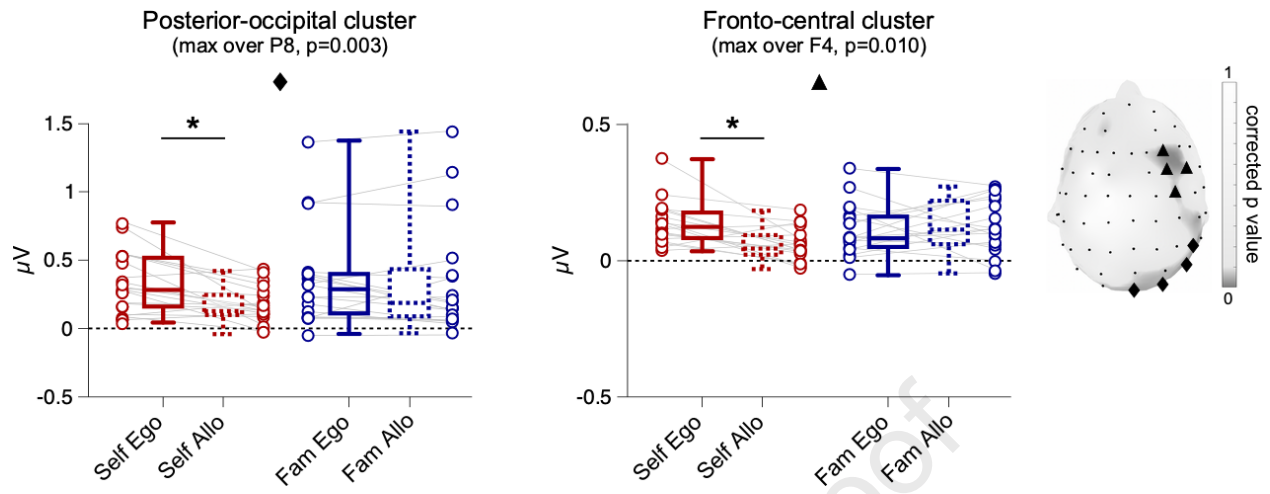 Posterior-occipital cluster
(max over P8, p=0.003)
*
1.5
1
0.5
0
-0.5
µV
Self Ego
Self Allo
Fam Ego
Fam Allo
Fronto-central cluster
(max over F4, p=0.010)
*
0.5
0
-0.5
µV
Self Ego
Self Allo
Fam Ego
Fam Allo
1
corrected p value
0
oof